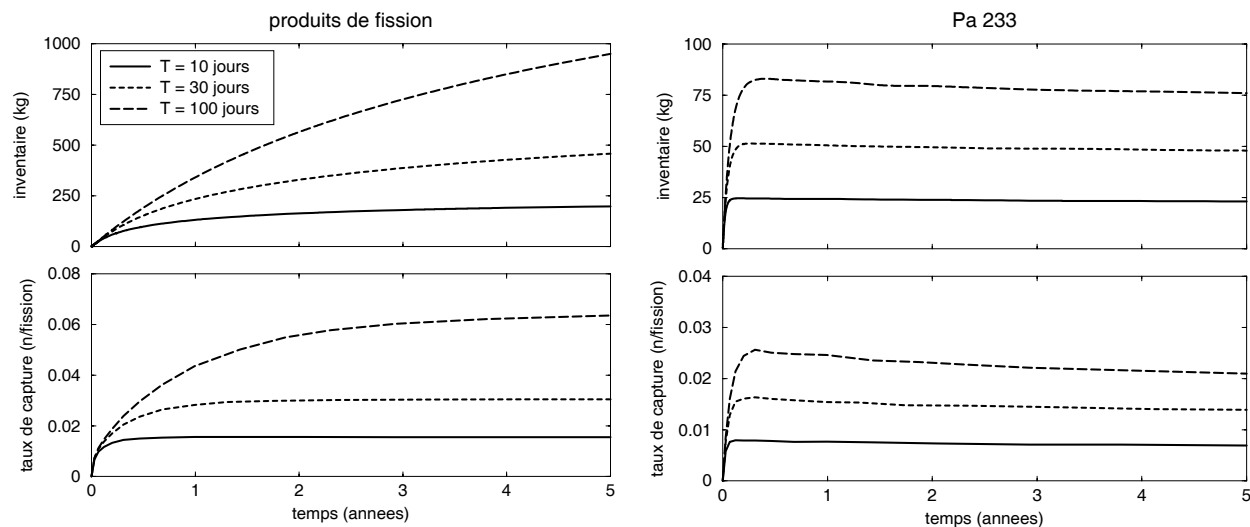 produits de fission
1000
750
500
250
0
inventaire (kg)
T = 10 jours
T = 30 jours
T = 100 jours
0.08
0.06
0.04
0.02
0
taux de capture (n/fission)
0 1 2 3 4 5
temps (annees)
Pa 233
100
75
50
25
0
inventaire (kg)
0.04
0.03
0.02
0.01
0
taux de capture (n/fission)
0 1 2 3 4 5
temps (annees)